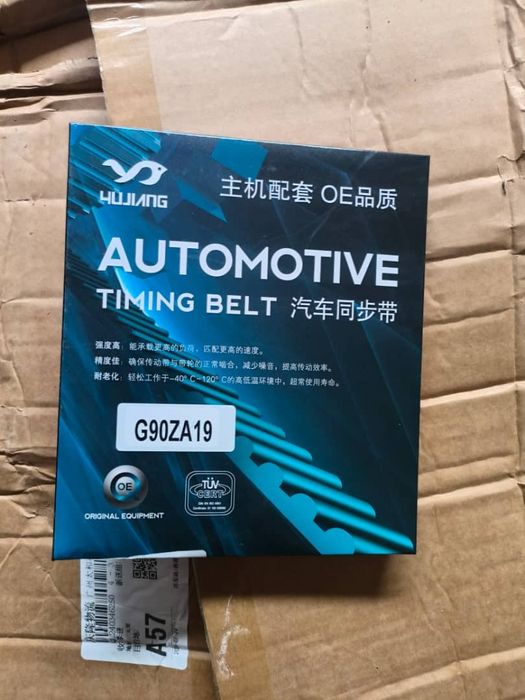 YUJIANG
主机配套 OE品质
AUTOMOTIVE
TIMING BELT 汽车同步带
强度高：能承载更高的负荷，匹配更高的速度。
精度佳：确保传动带与带轮的正常啮合，减少噪音，提高传动效率。
耐老化：轻松工作于-40° C~120° C的高低温环境中，超常使用寿命。
G90ZA19
OE
ORIGINAL EQUIPMENT
TÜV
CERT
A57